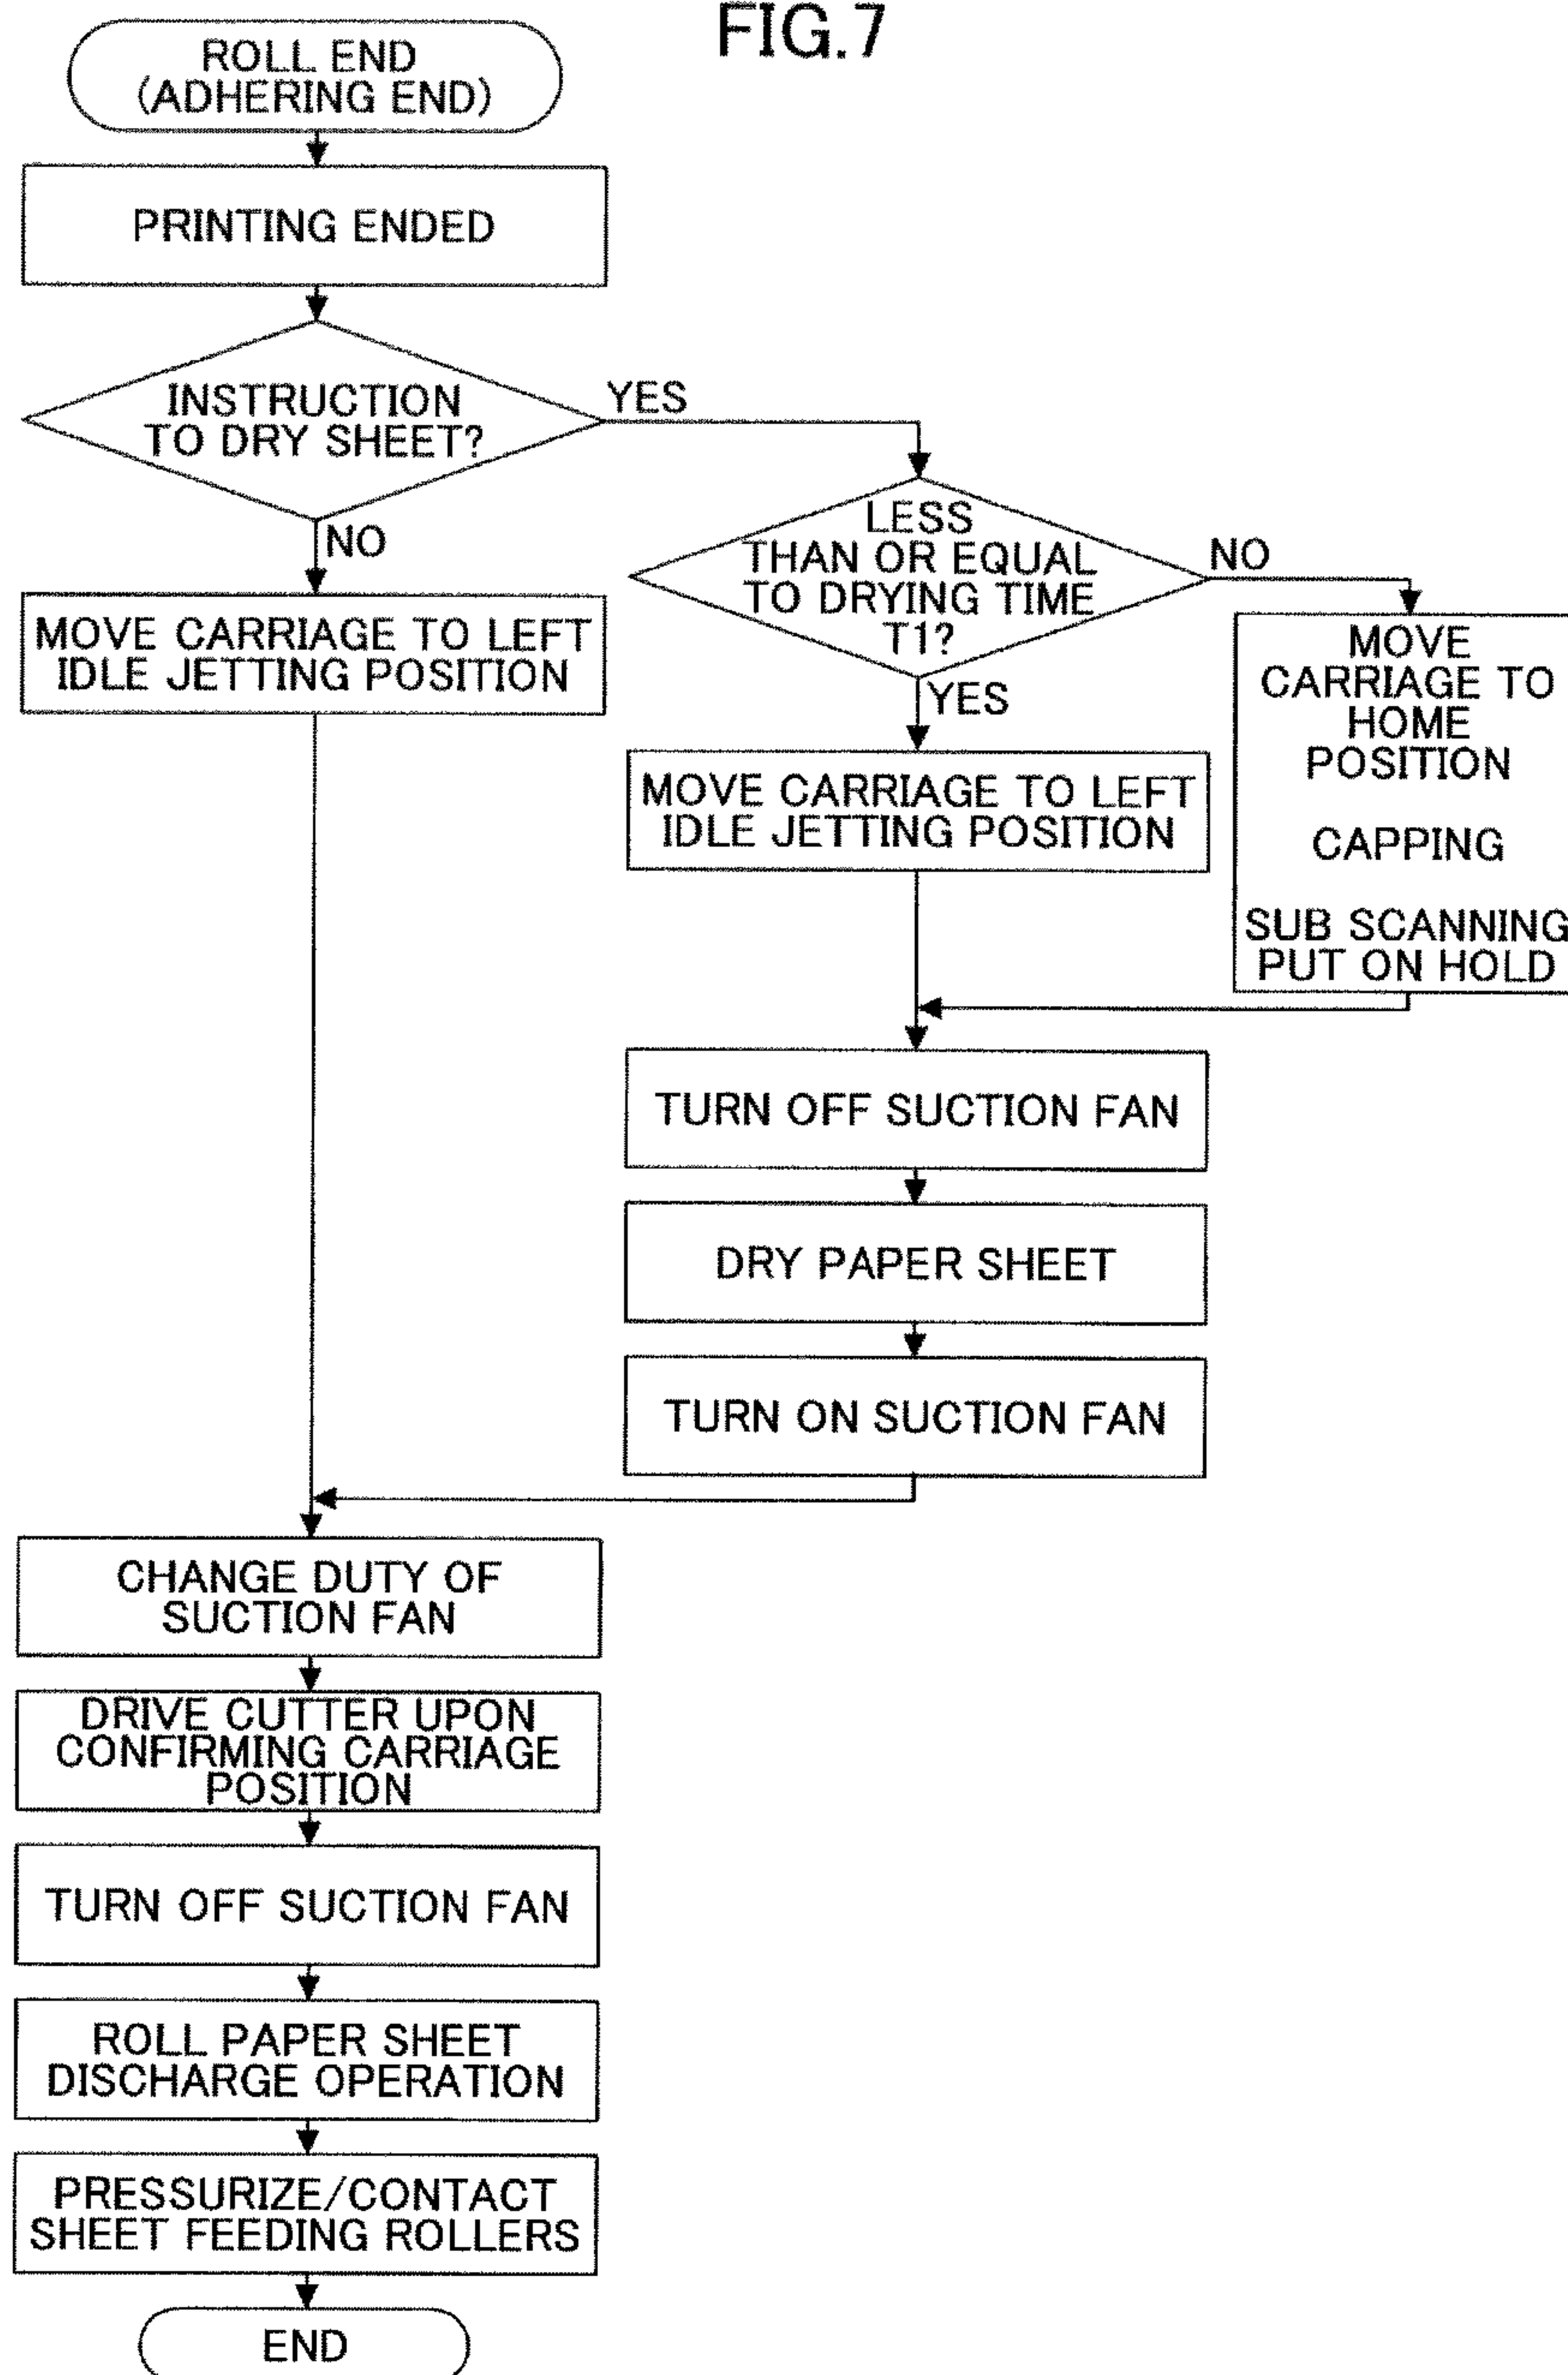 FIG.7
ROLL END
(ADHERING END)
PRINTING ENDED
INSTRUCTION
TO DRY SHEET?
YES
NO
LESS
THAN OR EQUAL
TO DRYING TIME
T1?
NO
YES
MOVE CARRIAGE TO LEFT
IDLE JETTING POSITION
MOVE CARRIAGE TO LEFT
IDLE JETTING POSITION
MOVE
CARRIAGE TO
HOME
POSITION
CAPPING
SUB SCANNING
PUT ON HOLD
TURN OFF SUCTION FAN
DRY PAPER SHEET
TURN ON SUCTION FAN
CHANGE DUTY OF
SUCTION FAN
DRIVE CUTTER UPON
CONFIRMING CARRIAGE
POSITION
TURN OFF SUCTION FAN
ROLL PAPER SHEET
DISCHARGE OPERATION
PRESSURIZE/CONTACT
SHEET FEEDING ROLLERS
END